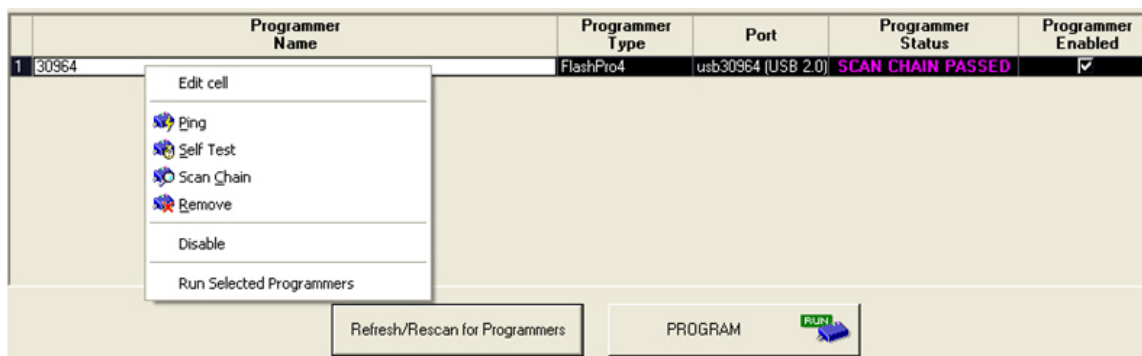 Programmer Name Programmer Type Port Programmer Status Programmer Enabled
1 30964 FlashPro4 usb30964 (USB 2.0) SCAN CHAIN PASSED
Edit cell
Ping
Self Test
Scan Chain
Remove
Disable
Run Selected Programmers
Refresh/Rescan for Programmers PROGRAM RUN